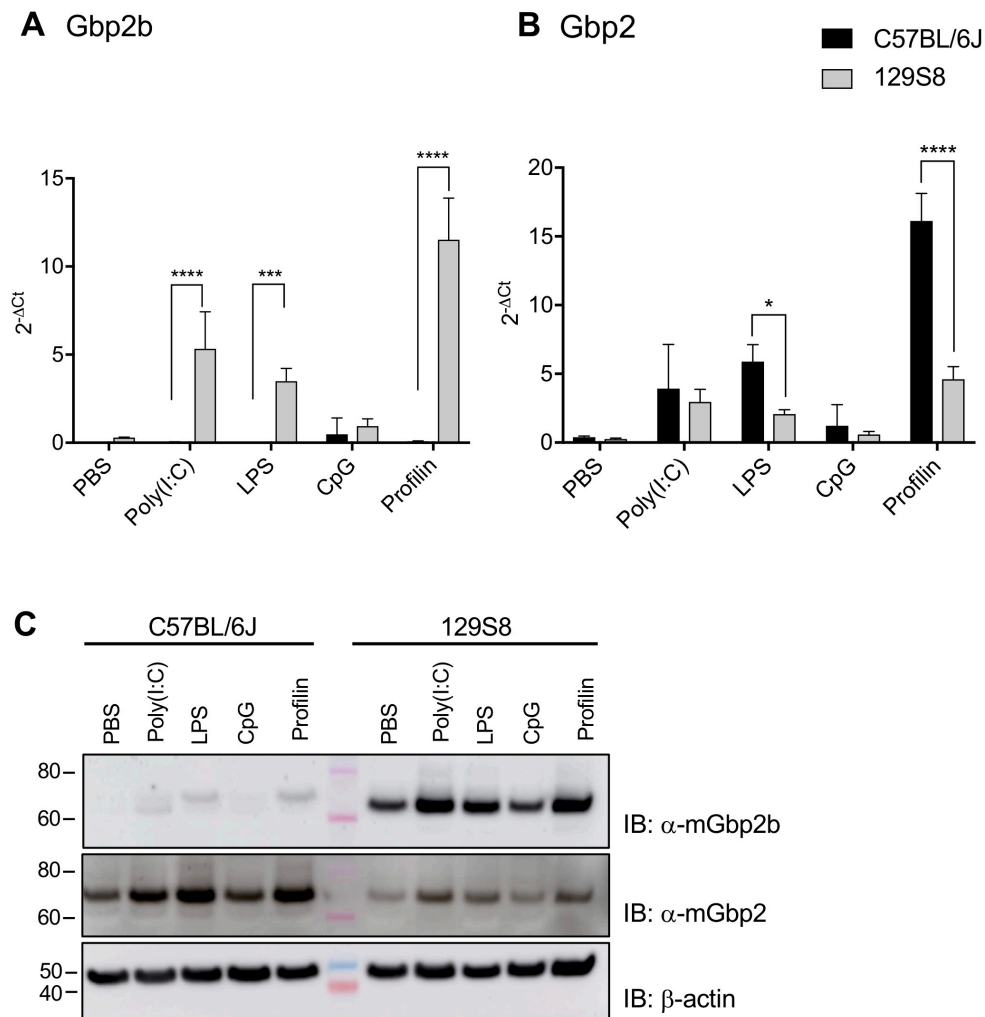 A Gbp2b
B Gbp2
C57BL/6J
129S8
****
***
****
15
10
5
0
2-ΔCt
PBS
Poly(I:C)
LPS
CpG
Profilin
*
****
20
15
10
5
0
2-ΔCt
PBS
Poly(I:C)
LPS
CpG
Profilin
C
C57BL/6J
129S8
PBS
Poly(I:C)
LPS
CpG
Profilin
PBS
Poly(I:C)
LPS
CpG
Profilin
80
60
IB: α-mGbp2b
80
60
IB: α-mGbp2
50
40
IB: β-actin